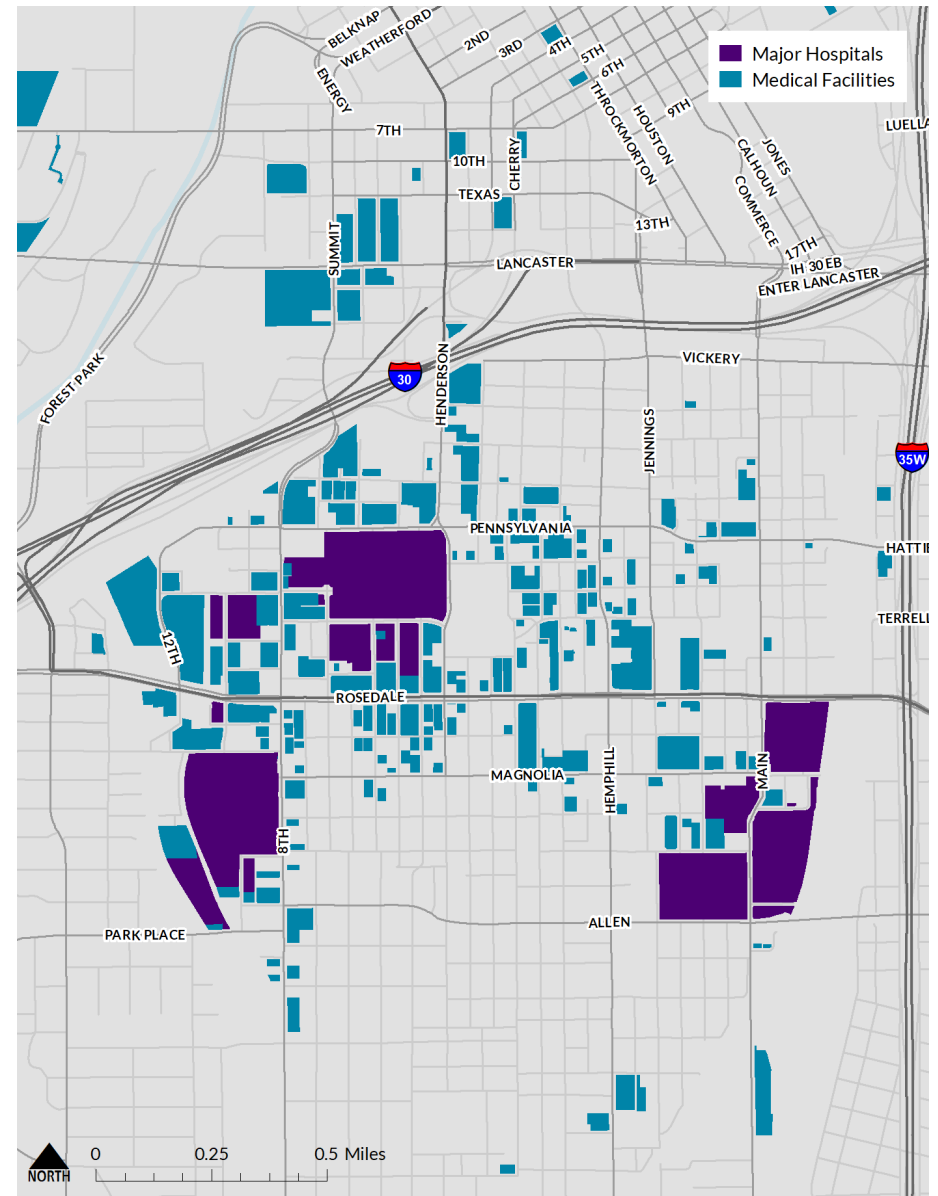 BELKNAP
WEATHERFORD
2ND
3RD
4TH
5TH
6TH
Major Hospitals
Medical Facilities
ENERGY
THROCKMORTON
HOUSTON
9TH
7TH
LUELLA
10TH
CHERRY
CALHOUN
JONES
TEXAS
COMMERCE
SUMMIT
13TH
17TH
LANCASTER
IH 30 EB
ENTER LANCASTER
FOREST PARK
30
HENDERSON
VICKERY
JENNINGS
35W
PENNSYLVANIA
HATTIE
12TH
TERRELL
ROSEDALE
MAGNOLIA
HEMPHILL
MAIN
8TH
ALLEN
PARK PLACE
NORTH
0 0.25 0.5 Miles